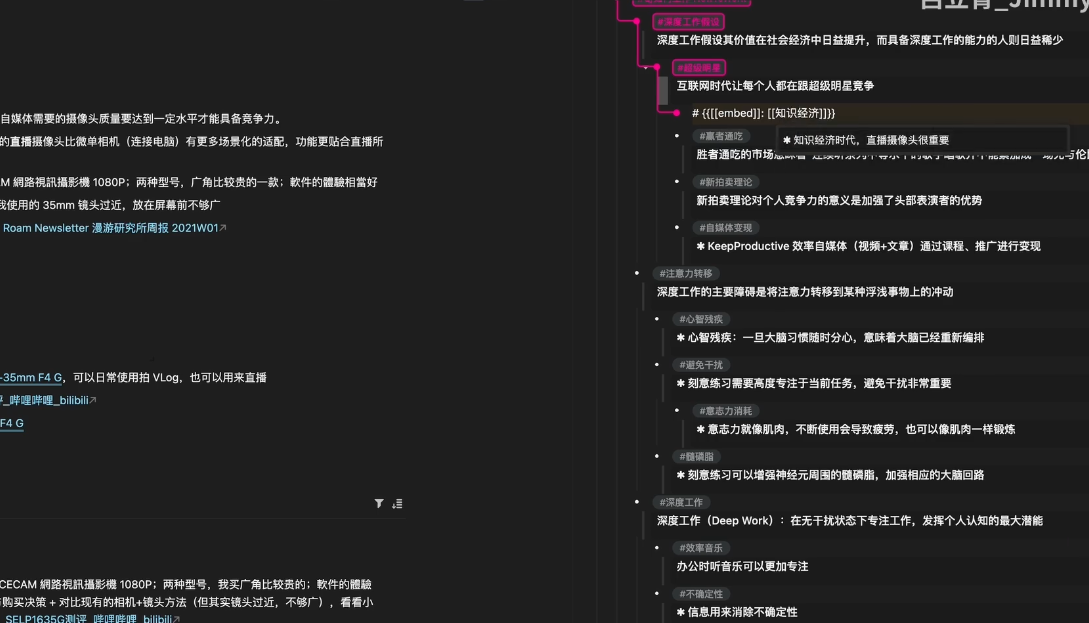 自媒体需要的摄像头质量要达到一定水平才能具备竞争力。
的直播摄像头比微单相机（连接电脑）有更多场景化的适配，功能更贴合直播所
AM 網路視訊攝影機 1080P；两种型号，广角比较贵的一款；軟件的體驗相當好
我使用的 35mm 镜头过近，放在屏幕前不够广
Roam Newsletter 漫游研究所周报 2021W01
-35mm F4 G，可以日常使用拍 VLog，也可以用来直播
_哔哩哔哩_bilibili
F4 G
CECAM 網路視訊攝影機 1080P；两种型号，我买广角比较贵的；軟件的體驗
购买决策 + 对比现有的相机+镜头方法（但其实镜头过近，不够广），看看小
SELP1635G测评_哔哩哔哩_bilibili
#深度工作假设
深度工作假设其价值在社会经济中日益提升，而具备深度工作的能力的人则日益稀少
#超级明星
互联网时代让每个人都在跟超级明星竞争
# {{[[embed]]: [[知识经济]]}}
#赢者通吃
✱ 知识经济时代，直播摄像头很重要
胜者通吃的市场意味着
#新拍卖理论
新拍卖理论对个人竞争力的意义是加强了头部表演者的优势
#自媒体变现
✱ KeepProductive 效率自媒体（视频+文章）通过课程、推广进行变现
#注意力转移
深度工作的主要障碍是将注意力转移到某种浮浅事物上的冲动
#心智残疾
✱ 心智残疾：一旦大脑习惯随时分心，意味着大脑已经重新编排
#避免干扰
✱ 刻意练习需要高度专注于当前任务，避免干扰非常重要
#意志力消耗
✱ 意志力就像肌肉，不断使用会导致疲劳，也可以像肌肉一样锻炼
#髓磷脂
✱ 刻意练习可以增强神经元周围的髓磷脂，加强相应的大脑回路
#深度工作
深度工作（Deep Work）：在无干扰状态下专注工作，发挥个人认知的最大潜能
#效率音乐
办公时听音乐可以更加专注
#不确定性
✱ 信息用来消除不确定性